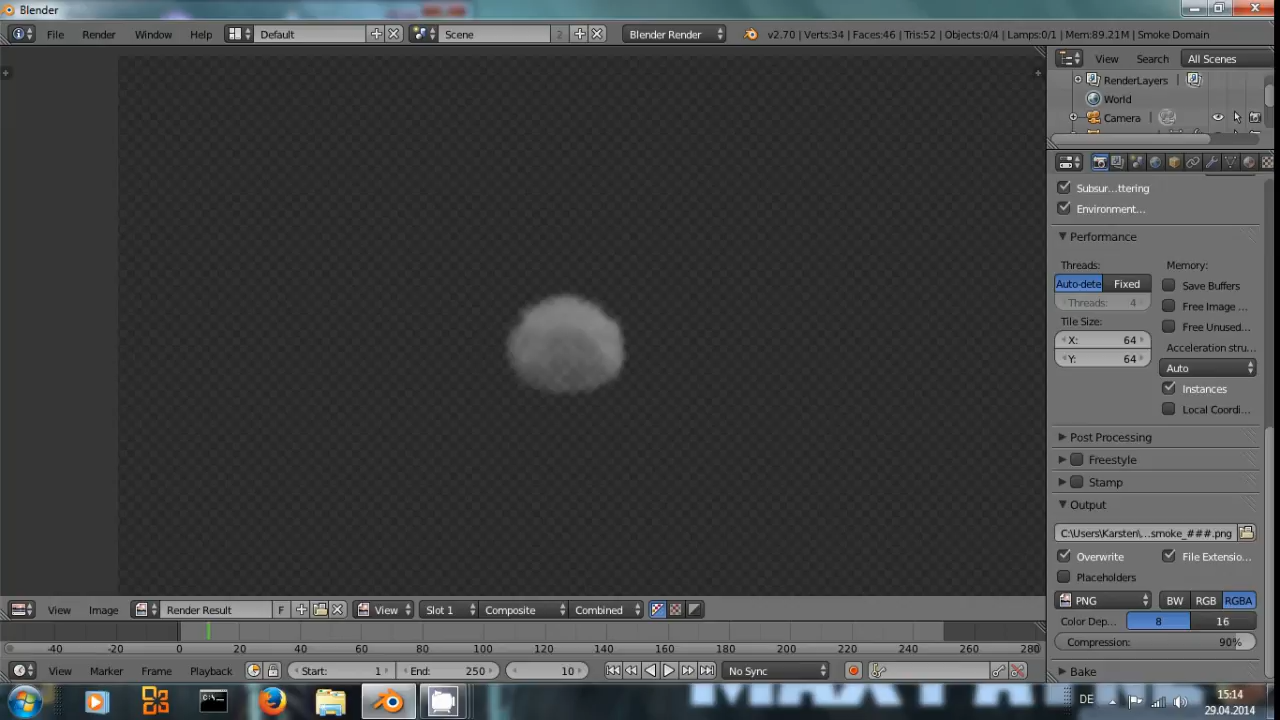 Blender
File Render Window Help Default Scene 2 Blender Render v2.70 | Verts:34 | Faces:46 | Tris:52 | Objects:0/4 | Lamps:0/1 | Mem:89.21M | Smoke Domain
View Search All Scenes
RenderLayers |
World
Camera |
Subsur...ttering
Environment...
Performance
Threads: Memory:
Auto-dete Fixed Save Buffers
Threads: 4 Free Image ...
Tile Size: Free Unused...
X: 64 Acceleration stru...
Y: 64 Auto
Instances
Local Coordi...
Post Processing
Freestyle
Stamp
Output
C:\Users\Karsten\...smoke_###.png
Overwrite File Extensio...
Placeholders
PNG BW RGB RGBA
Color Dep... 8 16
Compression: 90%
Bake
View Image Render Result F View Slot 1 Composite Combined
-40 -20 0 20 40 60 80 100 120 140 160 180 200 220 240 260 280
View Marker Frame Playback Start: 1 End: 250 10 No Sync
DE 15:14
29.04.2014